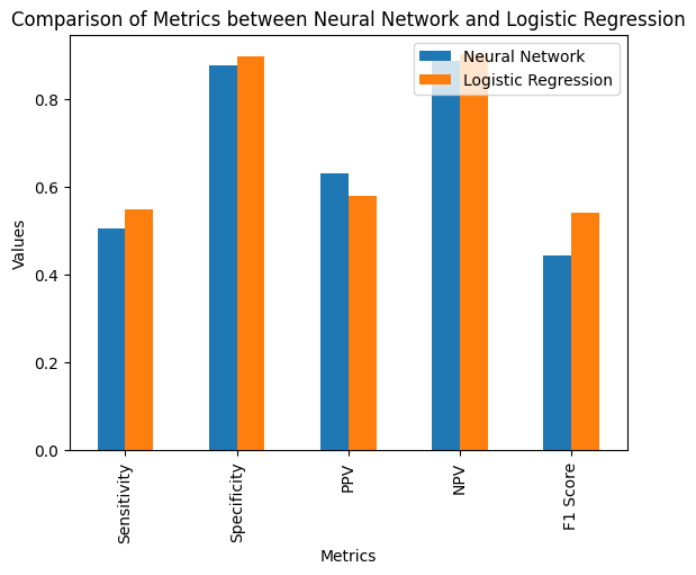 Comparison of Metrics between Neural Network and Logistic Regression
Neural Network
Logistic Regression
Values
0.8
0.6
0.4
0.2
0.0
Sensitivity
Specificity
PPV
NPV
F1 Score
Metrics